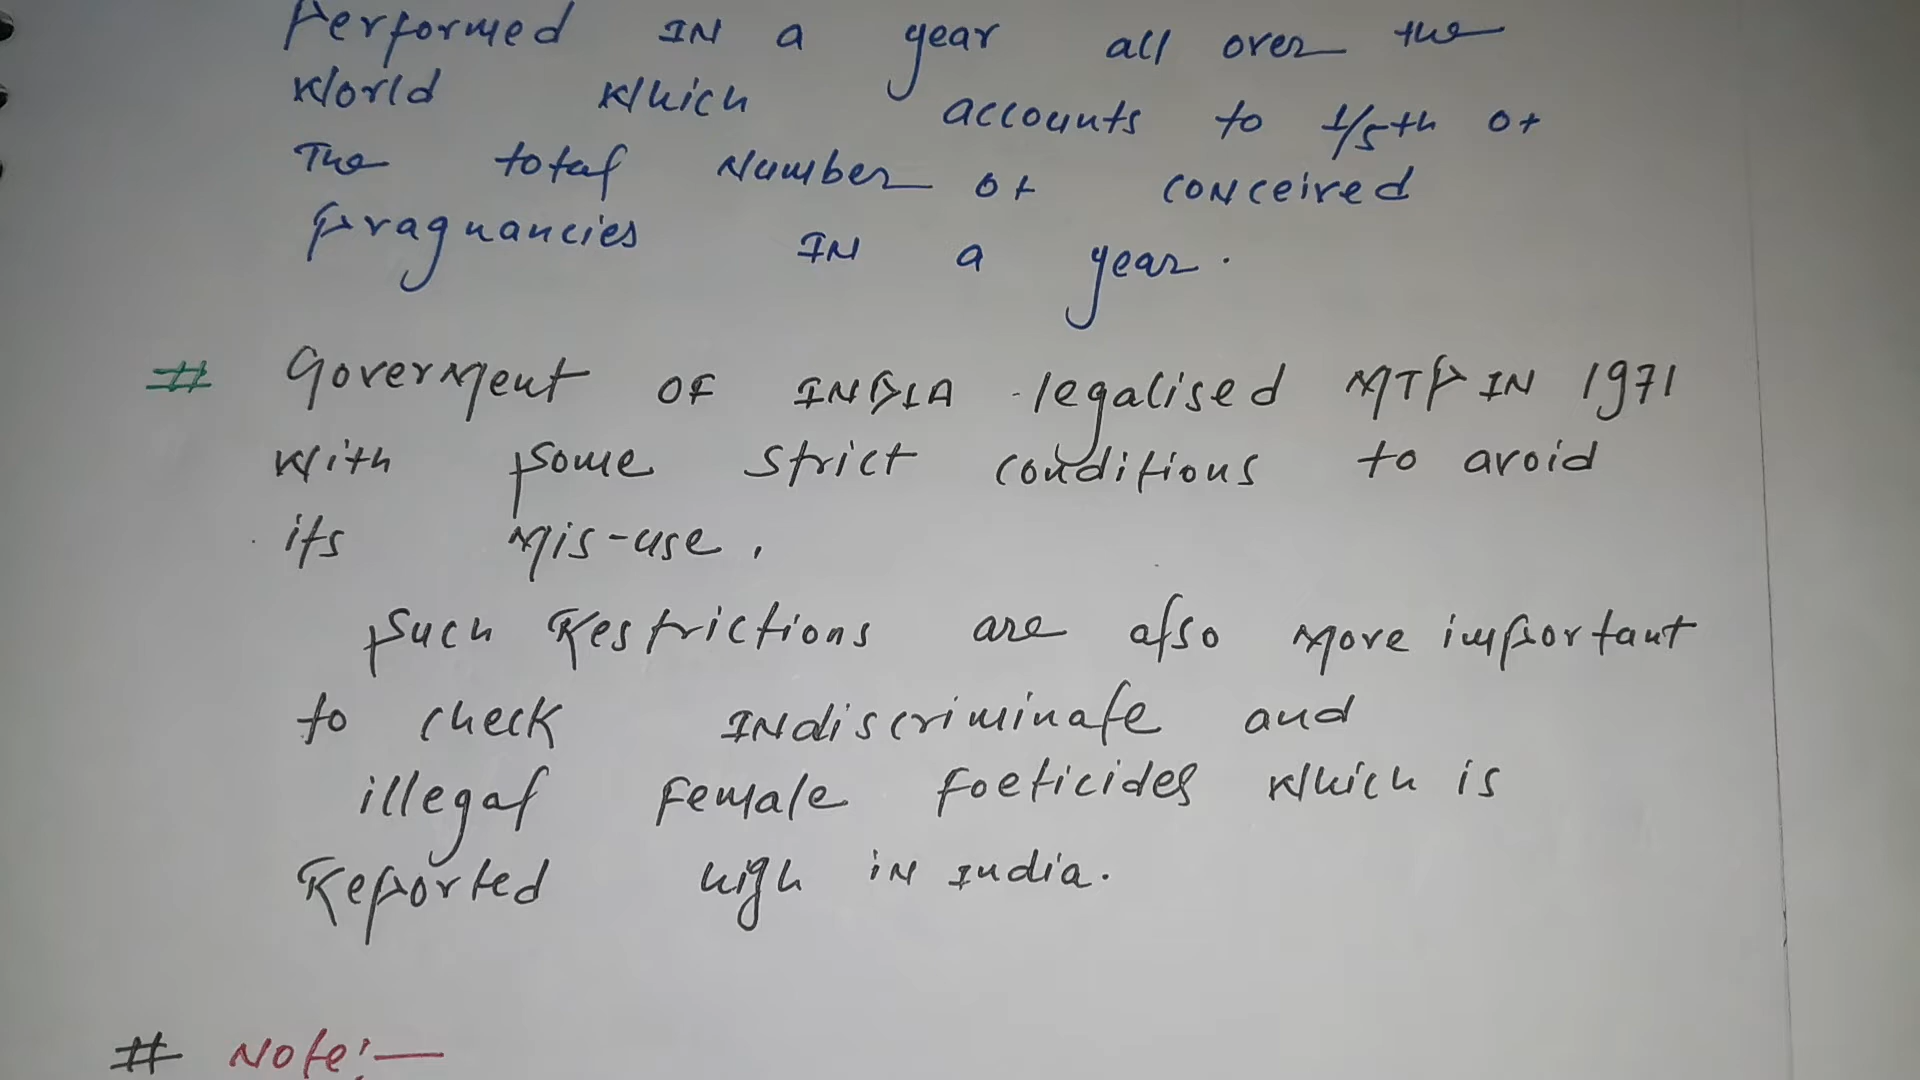 Performed IN a year all over the
World which accounts to 1/5th of
The total Number of conceived
pragnancies IN a year.
# Goverment OF INDIA legalised MTP IN 1971
with some strict conditions to avoid
its Mis-use.
Such Restrictions are also more important
to check INdiscriminate and
illegal Female Foeticides which is
Reported high in India.
# Note:—